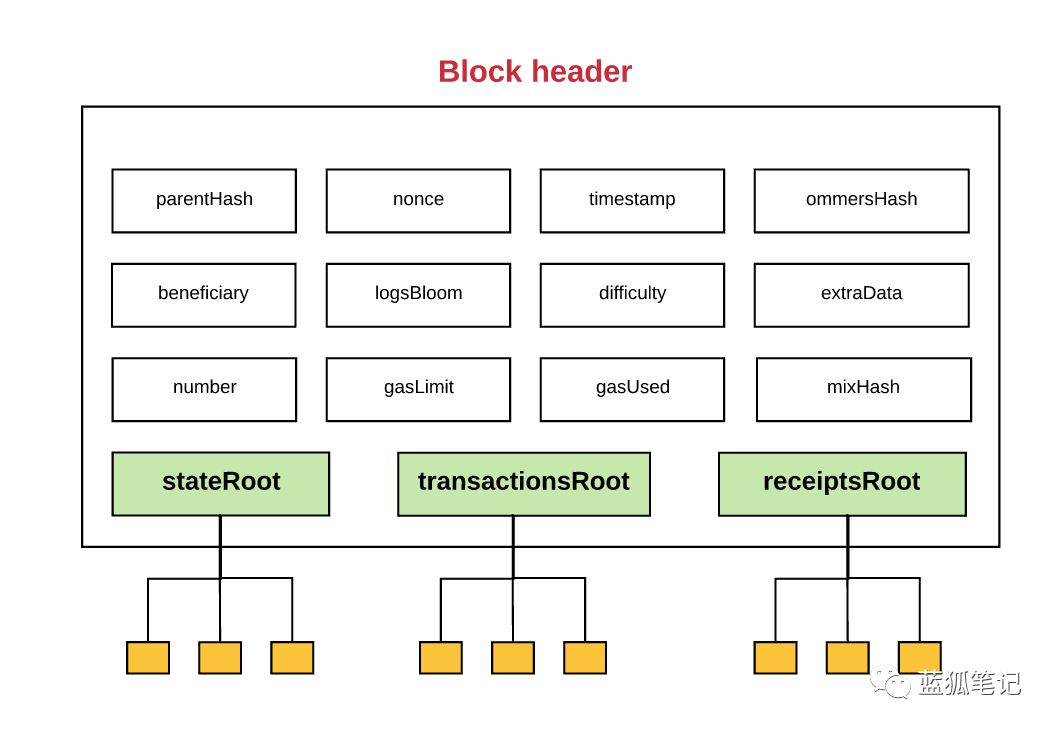 Block header
parentHash
nonce
timestamp
ommersHash
beneficiary
logsBloom
difficulty
extraData
number
gasLimit
gasUsed
mixHash
stateRoot
transactionsRoot
receiptsRoot
蓝狐笔记